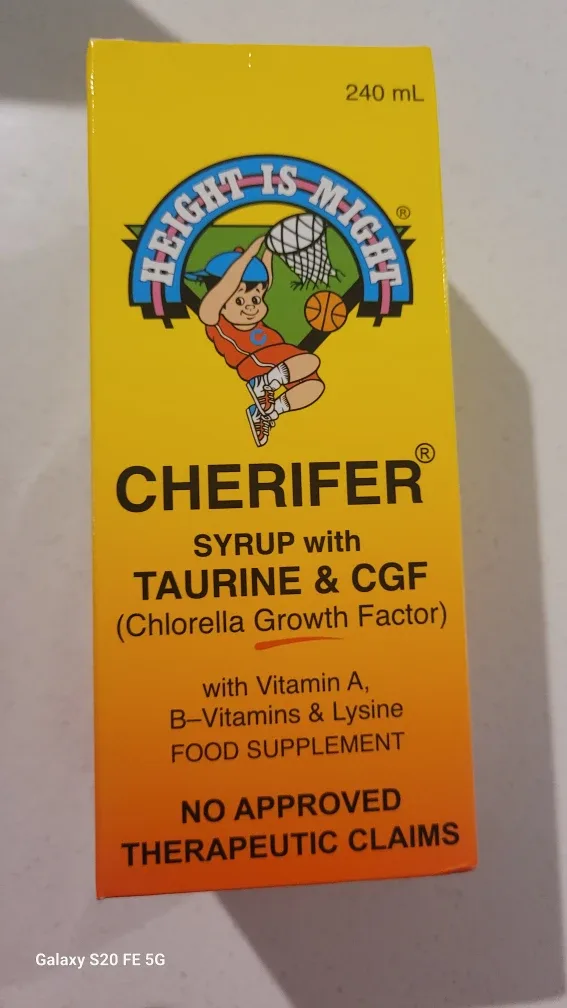 240 mL
HEIGHT IS MIGHT ®
C
CHERIFER®
SYRUP with
TAURINE & CGF
(Chlorella Growth Factor)
with Vitamin A,
B–Vitamins & Lysine
FOOD SUPPLEMENT
NO APPROVED
THERAPEUTIC CLAIMS
Galaxy S20 FE 5G